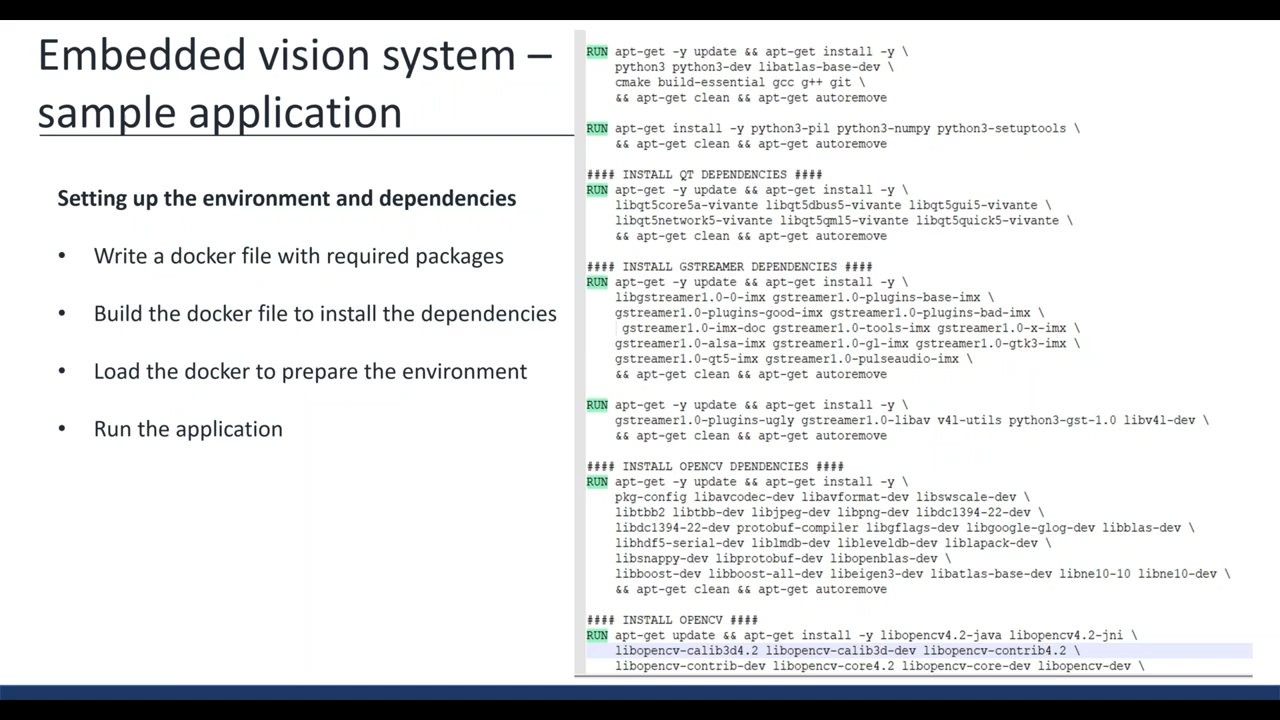 Embedded vision system –
sample application
Setting up the environment and dependencies
• Write a docker file with required packages
• Build the docker file to install the dependencies
• Load the docker to prepare the environment
• Run the application
RUN apt-get -y update && apt-get install -y \
python3 python3-dev libatlas-base-dev \
cmake build-essential gcc g++ git \
&& apt-get clean && apt-get autoremove
RUN apt-get install -y python3-pil python3-numpy python3-setuptools \
&& apt-get clean && apt-get autoremove
#### INSTALL QT DEPENDENCIES ####
RUN apt-get -y update && apt-get install -y \
libqt5core5a-vivante libqt5dbus5-vivante libqt5gui5-vivante \
libqt5network5-vivante libqt5qml5-vivante libqt5quick5-vivante \
&& apt-get clean && apt-get autoremove
#### INSTALL GSTREAMER DEPENDENCIES ####
RUN apt-get -y update && apt-get install -y \
libgstreamer1.0-0-imx gstreamer1.0-plugins-base-imx \
gstreamer1.0-plugins-good-imx gstreamer1.0-plugins-bad-imx \
gstreamer1.0-imx-doc gstreamer1.0-tools-imx gstreamer1.0-x-imx \
gstreamer1.0-alsa-imx gstreamer1.0-gl-imx gstreamer1.0-gtk3-imx \
gstreamer1.0-qt5-imx gstreamer1.0-pulseaudio-imx \
&& apt-get clean && apt-get autoremove
RUN apt-get -y update && apt-get install -y \
gstreamer1.0-plugins-ugly gstreamer1.0-libav v4l-utils python3-gst-1.0 libv4l-dev \
&& apt-get clean && apt-get autoremove
#### INSTALL OPENCV DPENDENCIES ####
RUN apt-get -y update && apt-get install -y \
pkg-config libavcodec-dev libavformat-dev libswscale-dev \
libtbb2 libtbb-dev libjpeg-dev libpng-dev libdc1394-22-dev \
libdc1394-22-dev protobuf-compiler libgflags-dev libgoogle-glog-dev libblas-dev \
libhdf5-serial-dev liblmdb-dev libleveldb-dev liblapack-dev \
libsnappy-dev libprotobuf-dev libopenblas-dev \
libboost-dev libboost-all-dev libeigen3-dev libatlas-base-dev libne10-10 libne10-dev \
&& apt-get clean && apt-get autoremove
#### INSTALL OPENCV ####
RUN apt-get update && apt-get install -y libopencv4.2-java libopencv4.2-jni \
libopencv-calib3d4.2 libopencv-calib3d-dev libopencv-contrib4.2 \
libopencv-contrib-dev libopencv-core4.2 libopencv-core-dev libopencv-dev \